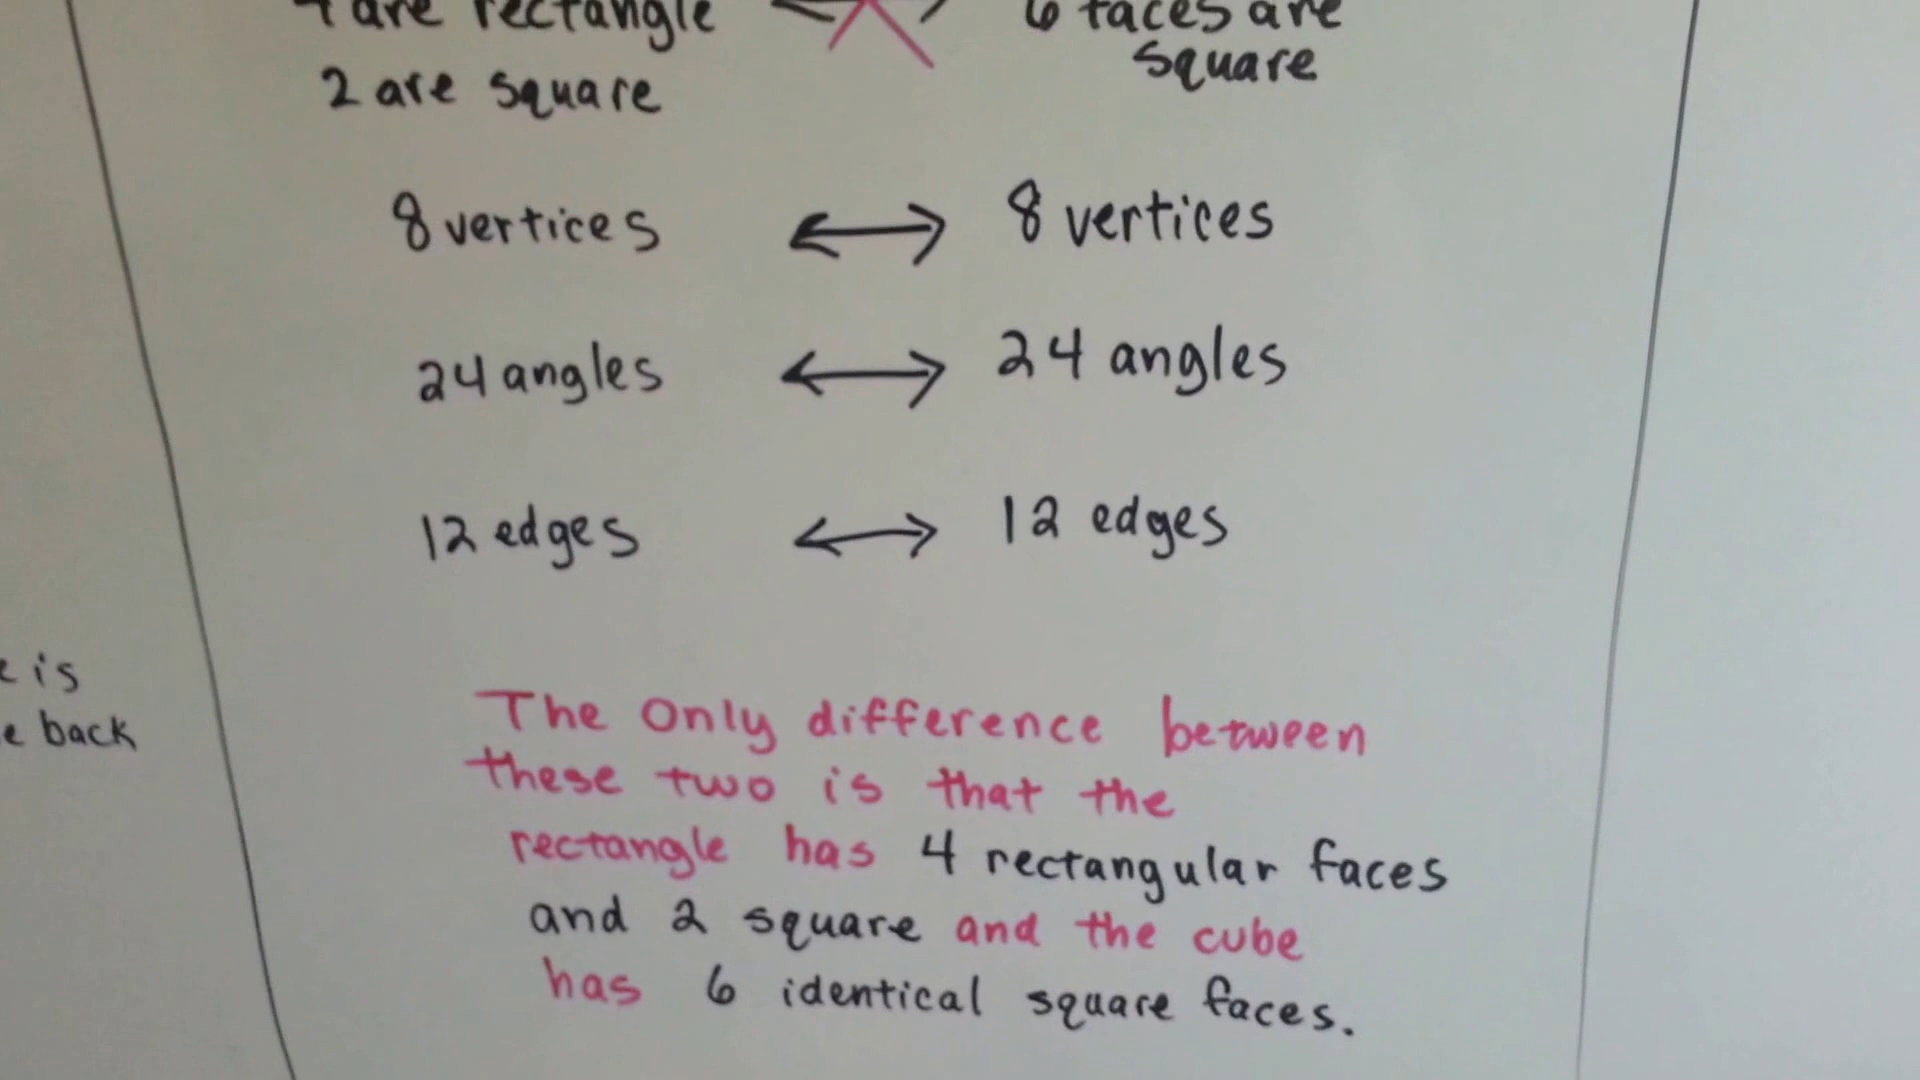 4 are rectangle 6 faces are
2 are square square
8 vertices 8 vertices
24 angles 24 angles
12 edges 12 edges
is
back
The only difference between
these two is that the
rectangle has 4 rectangular faces
and 2 square and the cube
has 6 identical square faces.